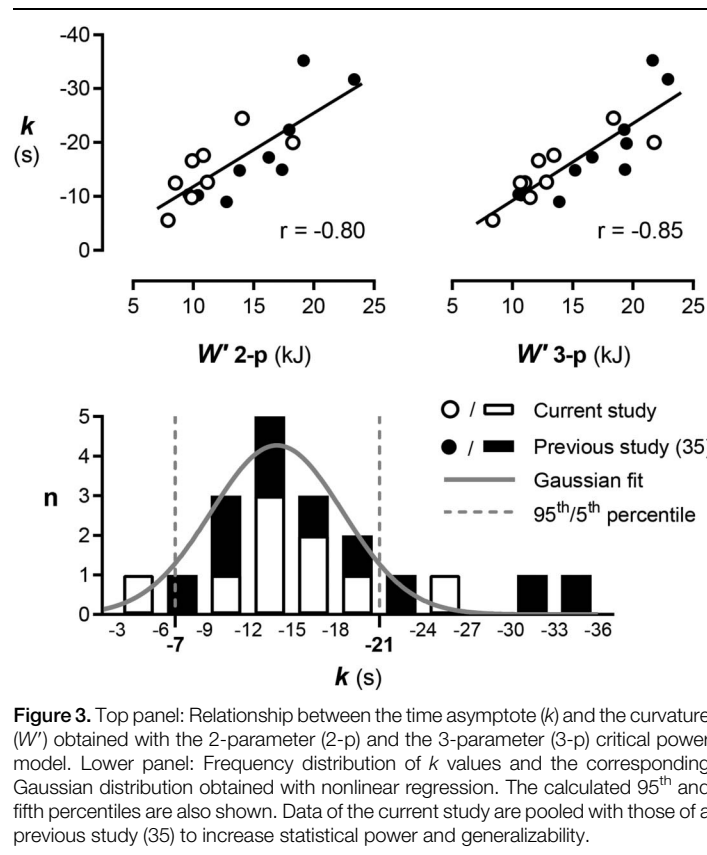 -40
-30
-20
-10
0
k
(s)
r = -0.80
r = -0.85
5 10 15 20 25
5 10 15 20 25
W' 2-p (kJ)
W' 3-p (kJ)
5
4
3
2
1
0
n
-3 -6 -9 -12 -15 -18 -24 -27 -30 -33 -36
-7 -21
k (s)
/ Current study
/ Previous study (35)
Gaussian fit
95th/5th percentile
Figure 3. Top panel: Relationship between the time asymptote (k) and the curvature
(W') obtained with the 2-parameter (2-p) and the 3-parameter (3-p) critical power
model. Lower panel: Frequency distribution of k values and the corresponding
Gaussian distribution obtained with nonlinear regression. The calculated 95th and
fifth percentiles are also shown. Data of the current study are pooled with those of a
previous study (35) to increase statistical power and generalizability.